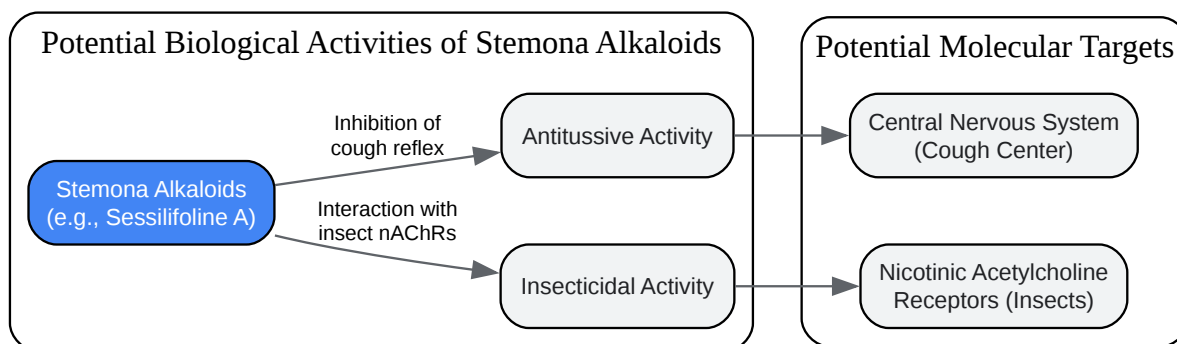 Potential Biological Activities of Stemona Alkaloids
Potential Molecular Targets
Inhibition of
cough reflex
Antitussive Activity
Central Nervous System
(Cough Center)
Stemona Alkaloids
(e.g., Sessilifoline A)
Interaction with
insect nAChRs
Insecticidal Activity
Nicotinic Acetylcholine
Receptors (Insects)